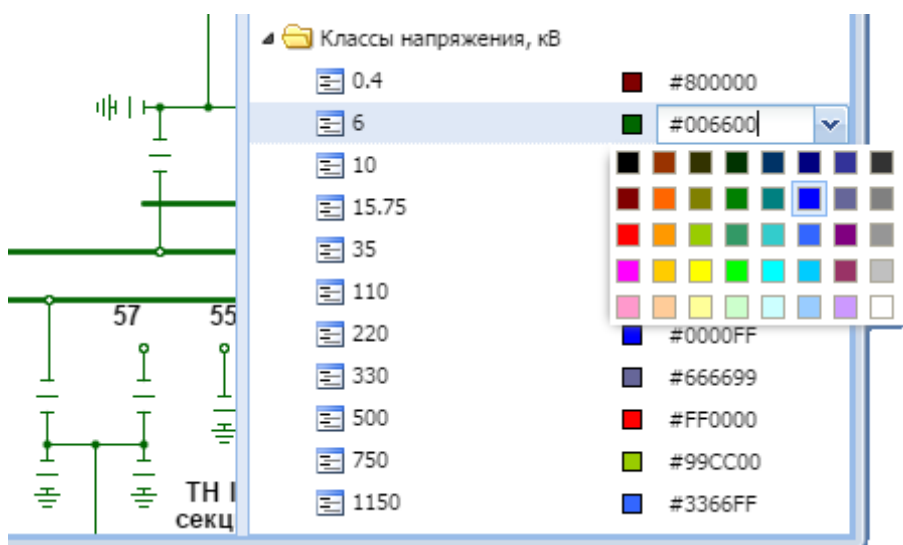 Классы напряжения, кВ
0.4 #800000
6 #006600
10
15.75
35
110
220 #0000FF
330 #666699
500 #FF0000
750 #99CC00
1150 #3366FF
57 55
ТН
секц